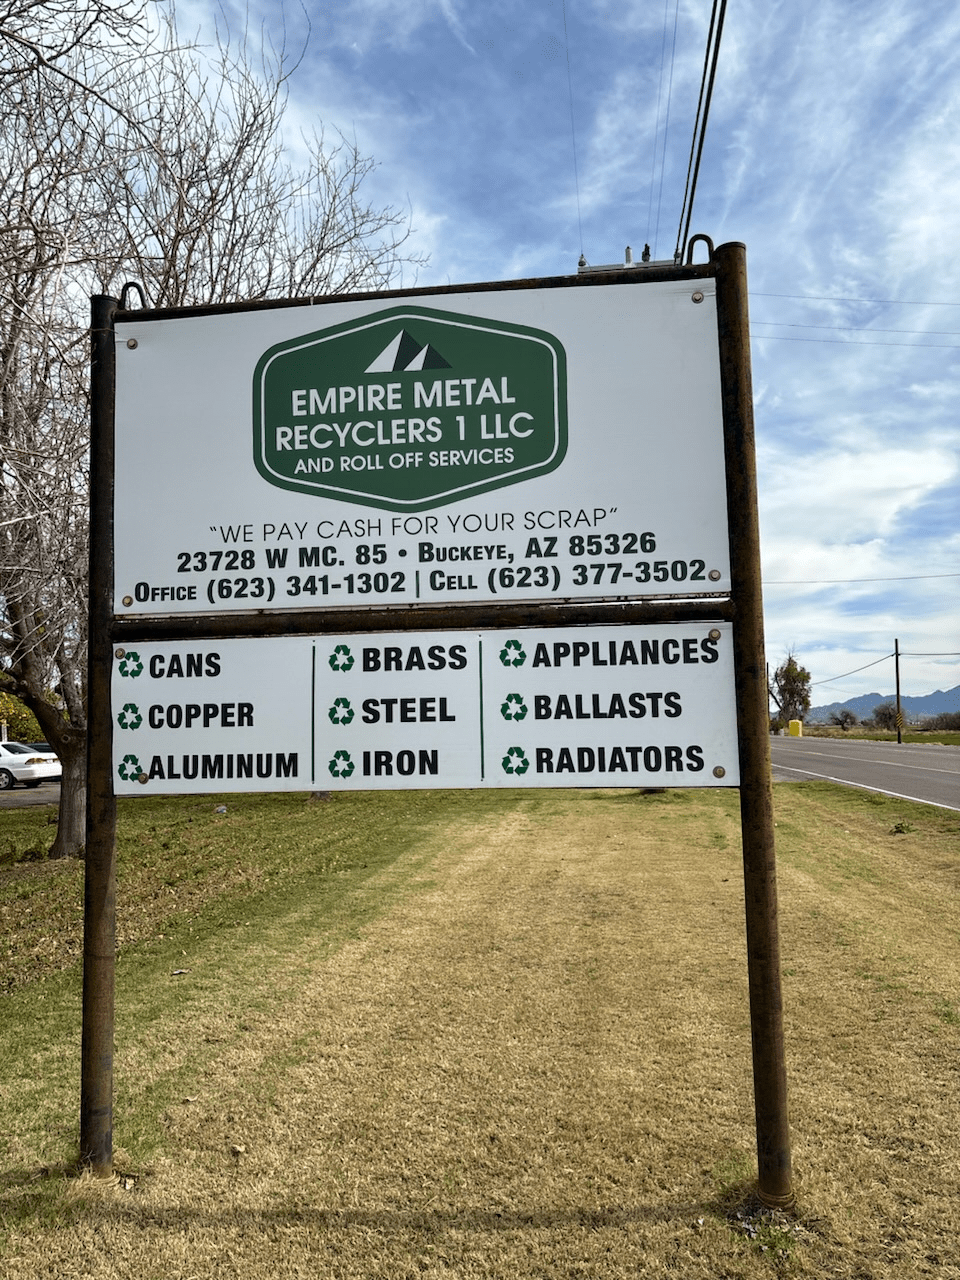 EMPIRE METAL
RECYCLERS 1 LLC
AND ROLL OFF SERVICES
"WE PAY CASH FOR YOUR SCRAP"
23728 W MC. 85 • BUCKEYE, AZ 85326
OFFICE (623) 341-1302 | CELL (623) 377-3502
CANS
COPPER
ALUMINUM
BRASS
STEEL
IRON
APPLIANCES
BALLASTS
RADIATORS